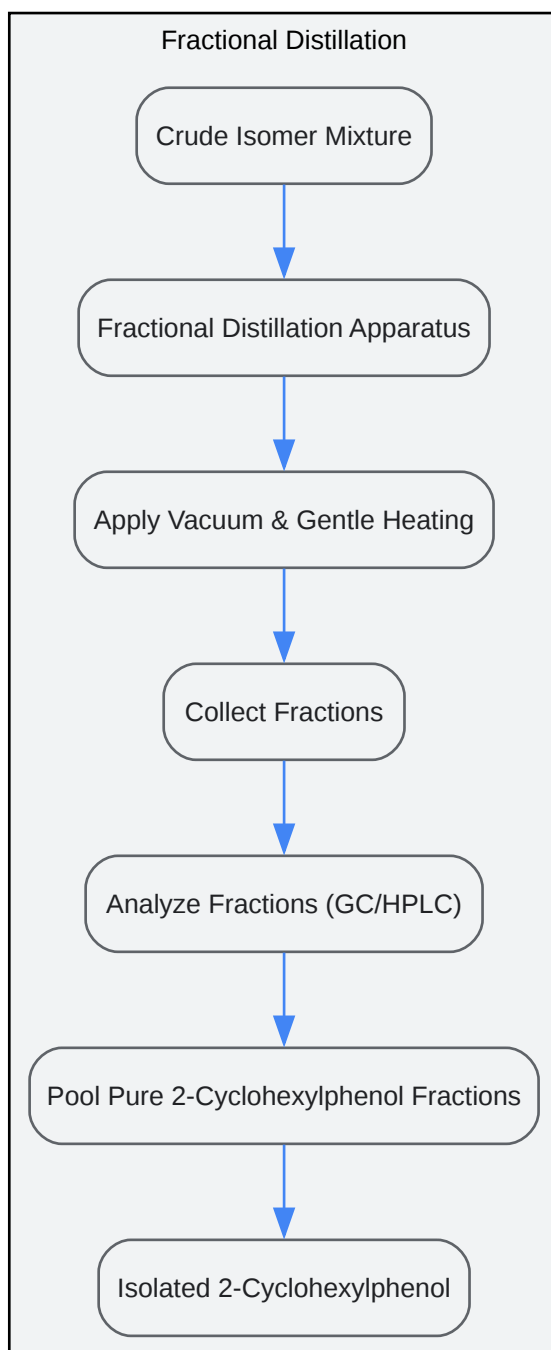 Fractional Distillation
Crude Isomer Mixture
Fractional Distillation Apparatus
Apply Vacuum & Gentle Heating
Collect Fractions
Analyze Fractions (GC/HPLC)
Pool Pure 2-Cyclohexylphenol Fractions
Isolated 2-Cyclohexylphenol